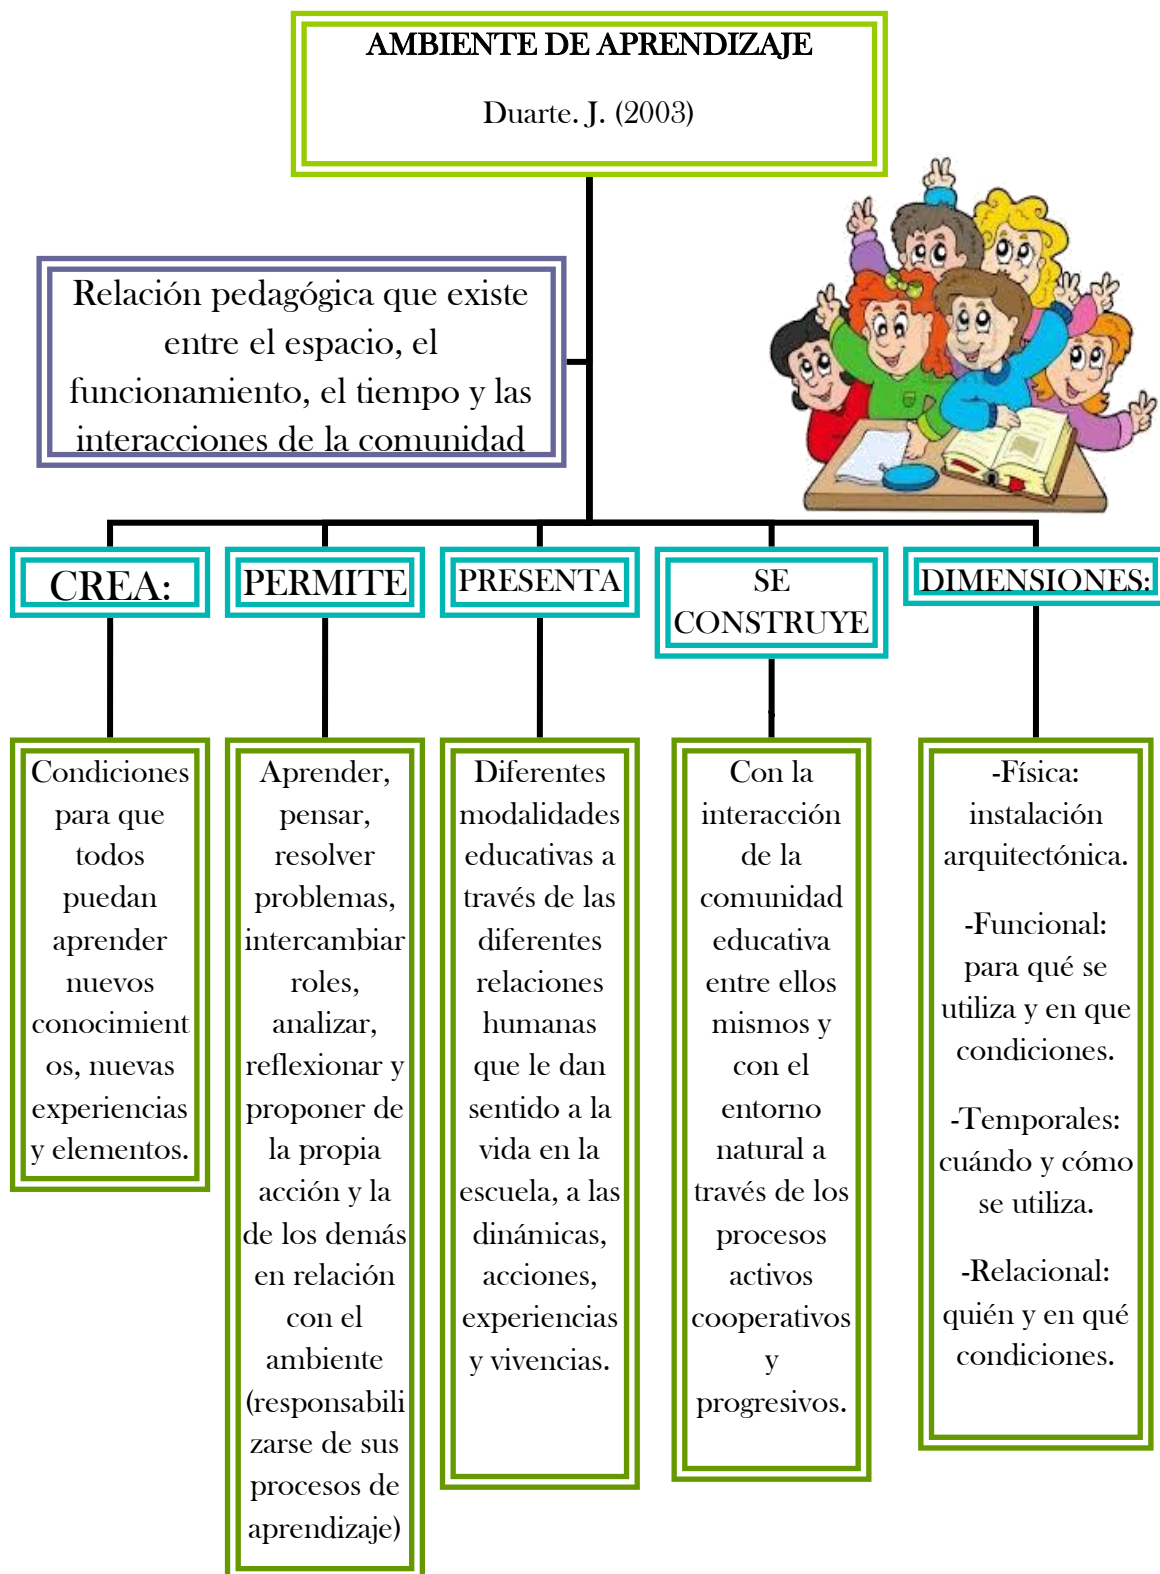 AMBIENTE DE APRENDIZAJE
Duarte. J. (2003)
Relación pedagógica que existe
entre el espacio, el
funcionamiento, el tiempo y las
interacciones de la comunidad
CREA:
PERMITE
PRESENTA
SE
CONSTRUYE
DIMENSIONES:
Condiciones
para que
todos
puedan
aprender
nuevos
conocimient
os, nuevas
experiencias
y elementos.
Aprender,
pensar,
resolver
problemas,
intercambiar
roles,
analizar,
reflexionar y
proponer de
la propia
acción y la
de los demás
en relación
con el
ambiente
(responsabili
zarse de sus
procesos de
aprendizaje)
Diferentes
modalidades
educativas a
través de las
diferentes
relaciones
humanas
que le dan
sentido a la
vida en la
escuela, a las
dinámicas,
acciones,
experiencias
y vivencias.
Con la
interacción
de la
comunidad
educativa
entre ellos
mismos y
con el
entorno
natural a
través de los
procesos
activos
cooperativos
y
progresivos.
-Física:
instalación
arquitectónica.
-Funcional:
para qué se
utiliza y en que
condiciones.
-Temporales:
cuándo y cómo
se utiliza.
-Relacional:
quién y en qué
condiciones.